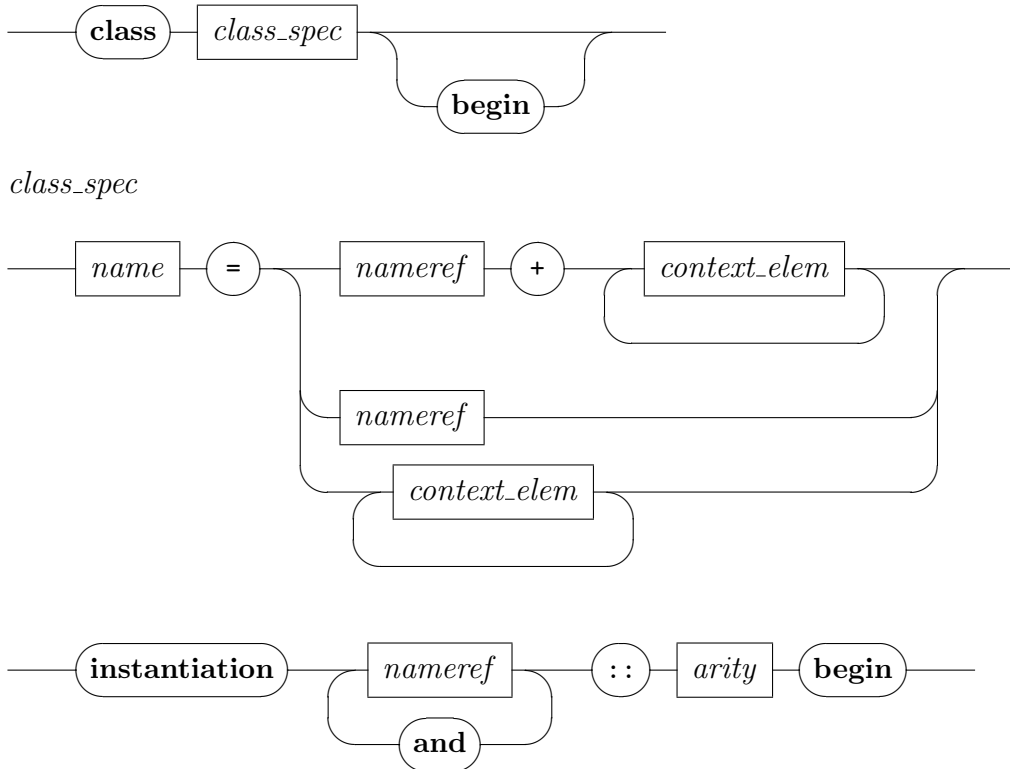 class class_spec
begin
class_spec
name = nameref + context_elem
nameref
context_elem
instantiation nameref :: arity begin
and